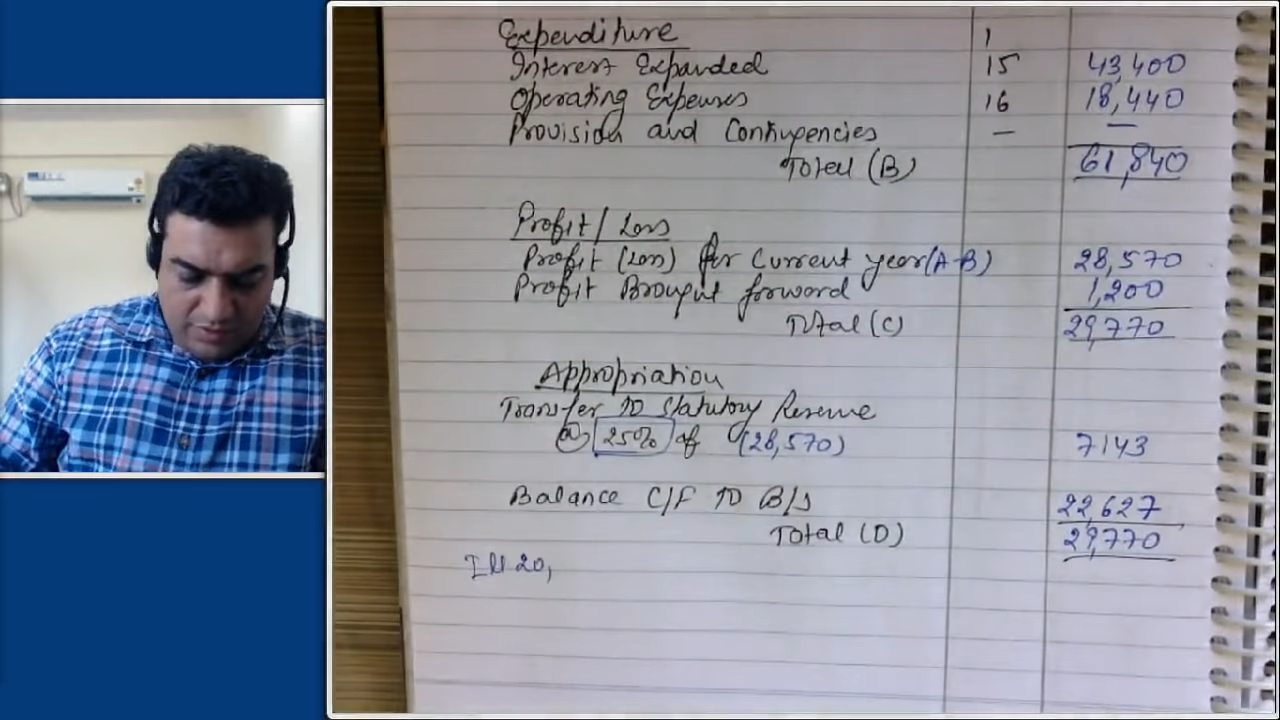 Expenditure
Interest Expanded 15 43,400
Operating Expenses 16 18,440
Provision and Contingencies — —
Total (B) 61,840
Profit / Loss
Profit (Loss) for Current year (A-B) 28,570
Profit Brought forward 1,200
Total (C) 29,770
Appropriation
Transfer to Statutory Reserve
@ 25% of (28,570) 7143
Balance C/F to B/S 22,627
Total (D) 29,770
Ill 20,